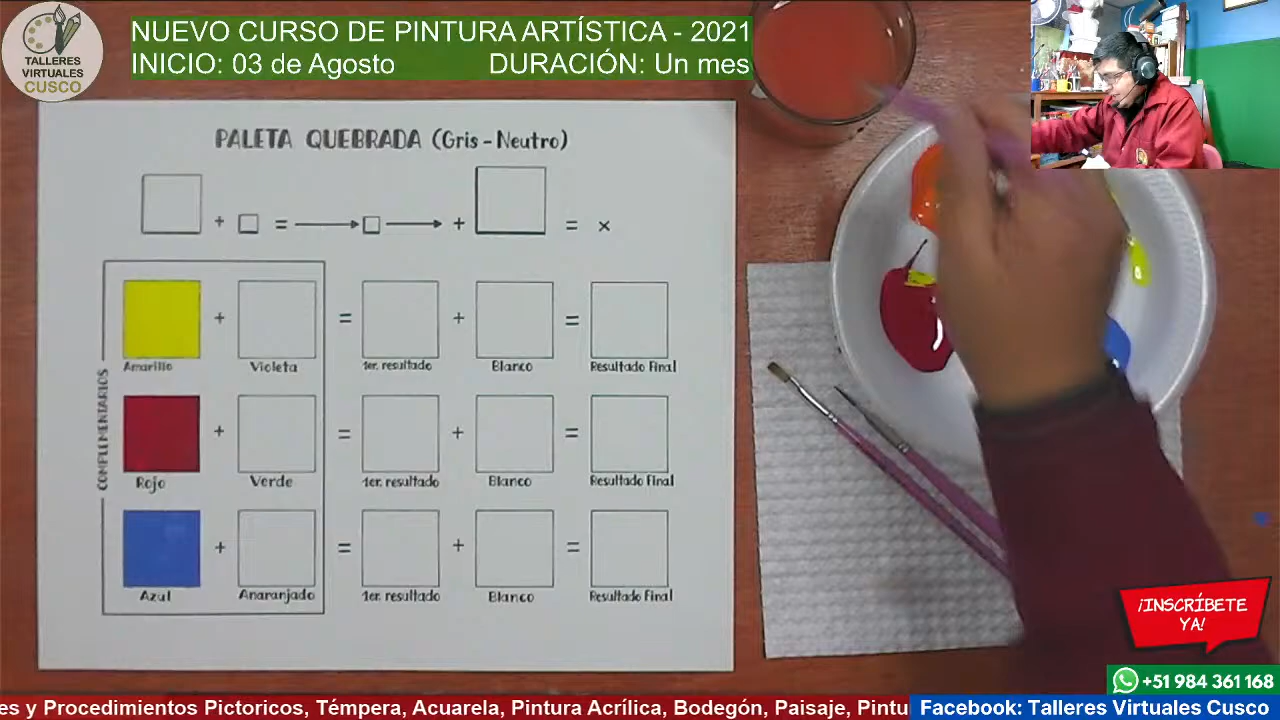 TALLERES
VIRTUALES
CUSCO
NUEVO CURSO DE PINTURA ARTÍSTICA - 2021
INICIO: 03 de Agosto DURACIÓN: Un mes
PALETA QUEBRADA (Gris - Neutro)
+ = + = ×
COMPLEMENTARIOS
+ = + =
Amarillo Violeta 1er. resultado Blanco Resultado Final
+ = + =
Rojo Verde 1er. resultado Blanco Resultado Final
+ = + =
Azul Anaranjado 1er. resultado Blanco Resultado Final
¡INSCRÍBETE
YA!
+51 984 361 168
es y Procedimientos Pictoricos, Témpera, Acuarela, Pintura Acrílica, Bodegón, Paisaje, Pintu
Facebook: Talleres Virtuales Cusco